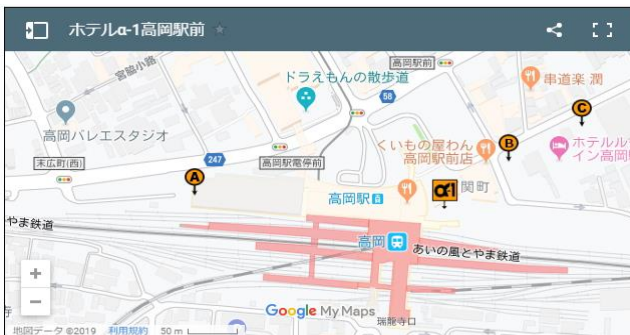 ホテルα-1高岡駅前
宮脇小路
ドラえもんの散歩道
高岡駅前
58
串道楽 潤
C
高岡バレエスタジオ
くいもの屋わん
高岡駅前店
B
末広町(西)
247
高岡駅電停前
A
α-1
関町
高岡駅
高岡
やま鉄道
あいの風とやま鉄道
+
−
Google My Maps
瑞龍寺口
地図データ ©2019
利用規約
50 m